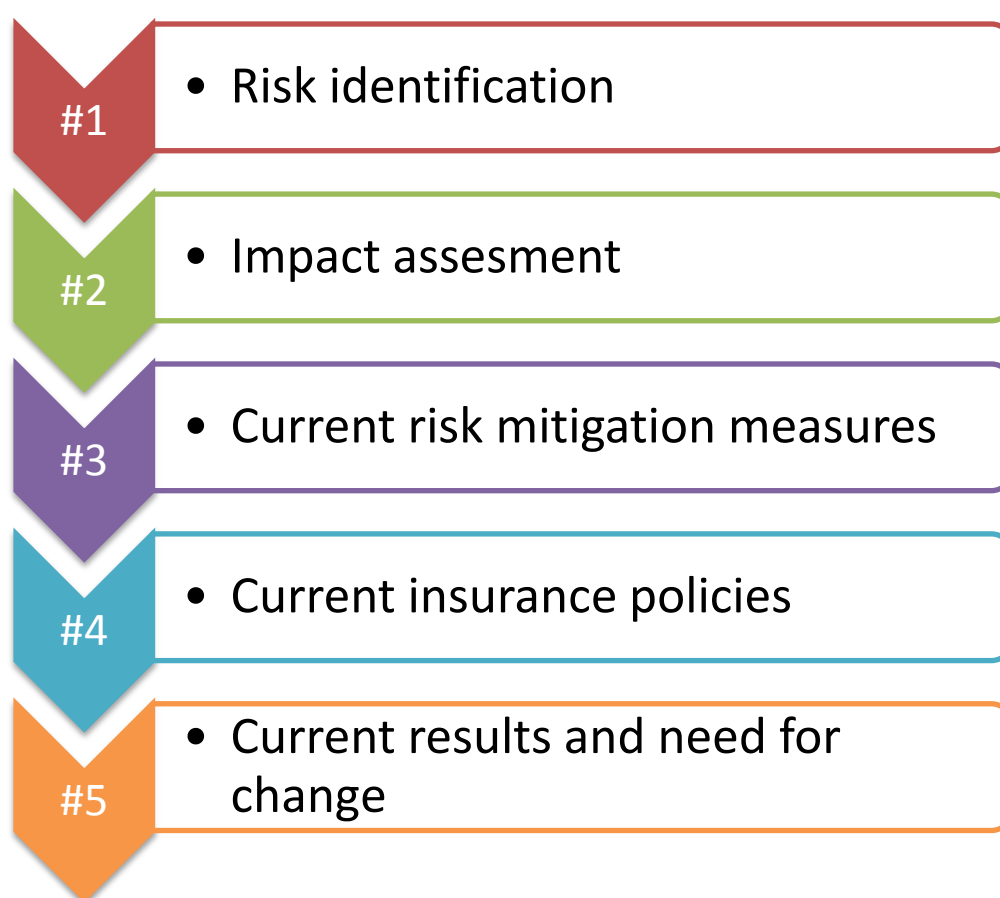 #1
• Risk identification
#2
• Impact assesment
#3
• Current risk mitigation measures
#4
• Current insurance policies
#5
• Current results and need for
change